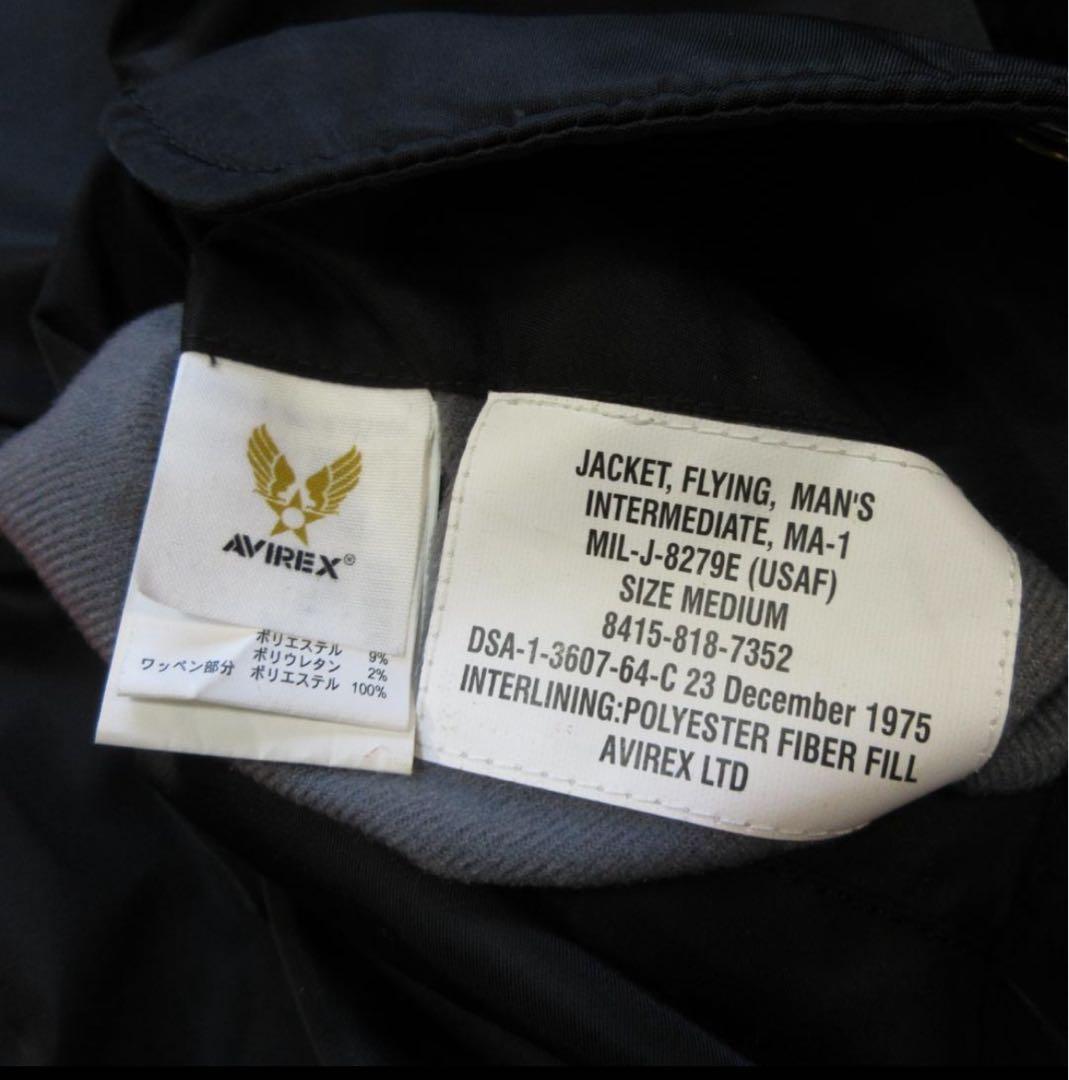 AVIREX®
ポリエステル 9%
ポリウレタン 2%
ワッペン部分 ポリエステル 100%
JACKET, FLYING, MAN'S
INTERMEDIATE, MA-1
MIL-J-8279E (USAF)
SIZE MEDIUM
8415-818-7352
DSA-1-3607-64-C 23 December 1975
INTERLINING:POLYESTER FIBER FILL
AVIREX LTD